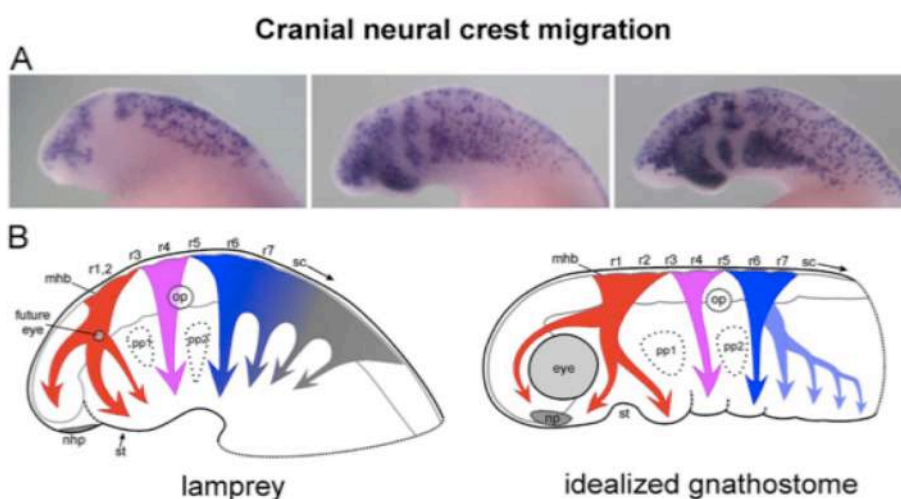 Cranial neural crest migration
A
B
r1,2 r3 r4 r5 r6 r7 sc
mhb
future eye
op
pp1
pp2
nhp
st
lamprey
r1 r2 r3 r4 r5 r6 r7 sc
mhb
op
pp1
pp2
eye
np
st
idealized gnathostome